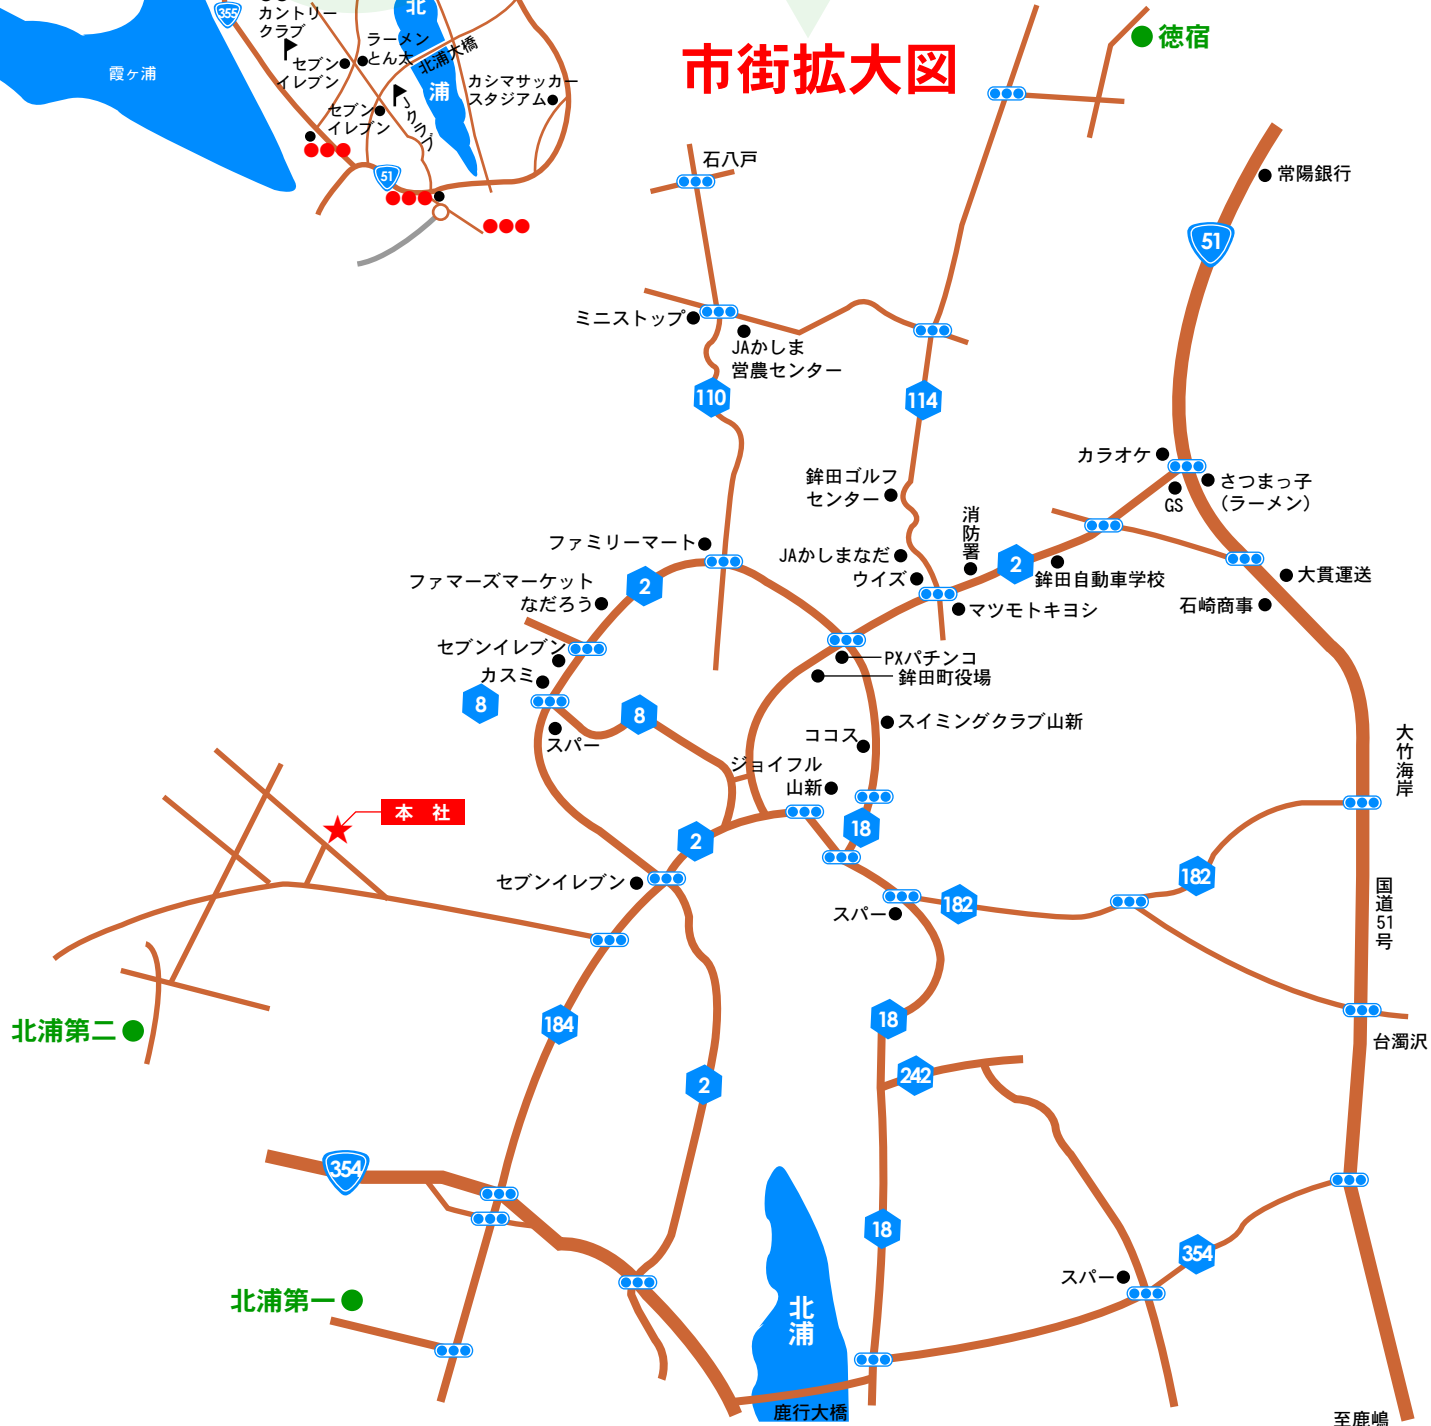 355
カントリー
クラブ
セブン
イレブン
ラーメン
とん太
北浦大橋
北
浦
カシマサッカー
スタジアム
セブン
イレブン
Jクラブ
霞ヶ浦
51
市街拡大図
徳宿
石八戸
常陽銀行
51
ミニストップ
JAかしま
営農センター
110
114
カラオケ
さつまっ子
(ラーメン)
GS
鉾田ゴルフ
センター
消防署
ファミリーマート
JAかしまなだ
ウイズ
2
鉾田自動車学校
大貫運送
石崎商事
マツモトキヨシ
ファマーズマーケット
なだろう
2
セブンイレブン
カスミ
8
8
スパー
PXパチンコ
鉾田町役場
スイミングクラブ山新
ココス
ジョイフル
山新
大竹海岸
本 社
2
18
セブンイレブン
スパー
182
182
国道51号
北浦第二
184
18
台濁沢
242
2
354
18
354
スパー
北浦第一
北浦
鹿行大橋
至鹿嶋